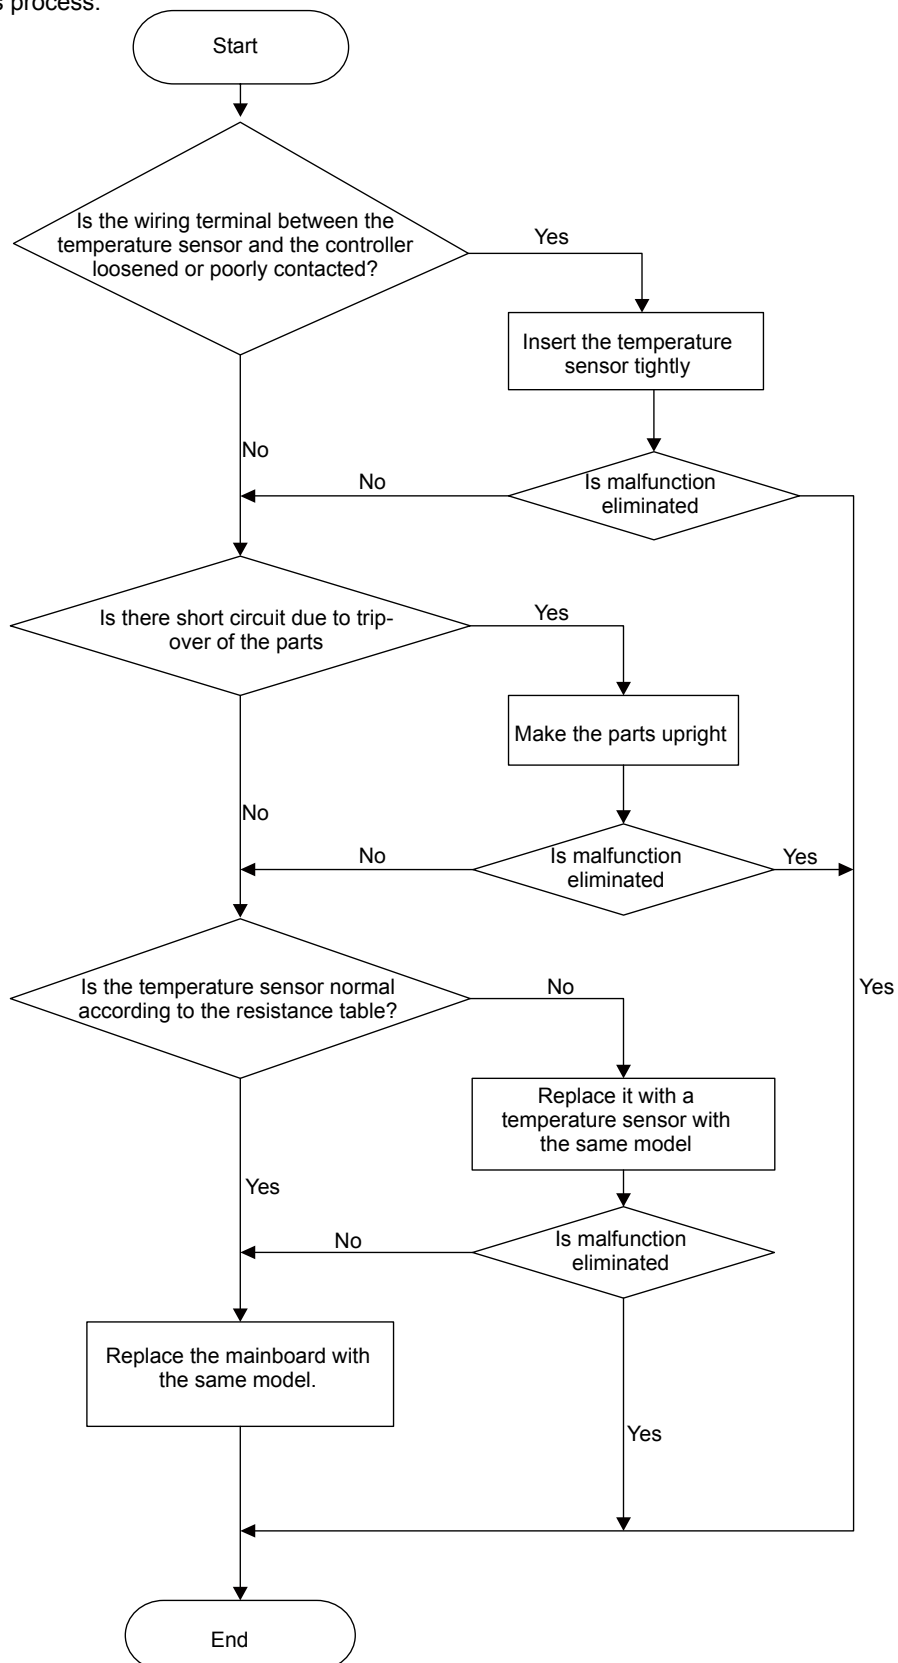 s process.
Start
Is the wiring terminal between the
temperature sensor and the controller
loosened or poorly contacted?
Yes
Insert the temperature
sensor tightly
No
No
Is malfunction
eliminated
Is there short circuit due to trip-
over of the parts
Yes
Make the parts upright
No
No
Is malfunction
eliminated
Yes
Is the temperature sensor normal
according to the resistance table?
No
Yes
Replace it with a
temperature sensor with
the same model
Yes
No
Is malfunction
eliminated
Replace the mainboard with
the same model.
Yes
End